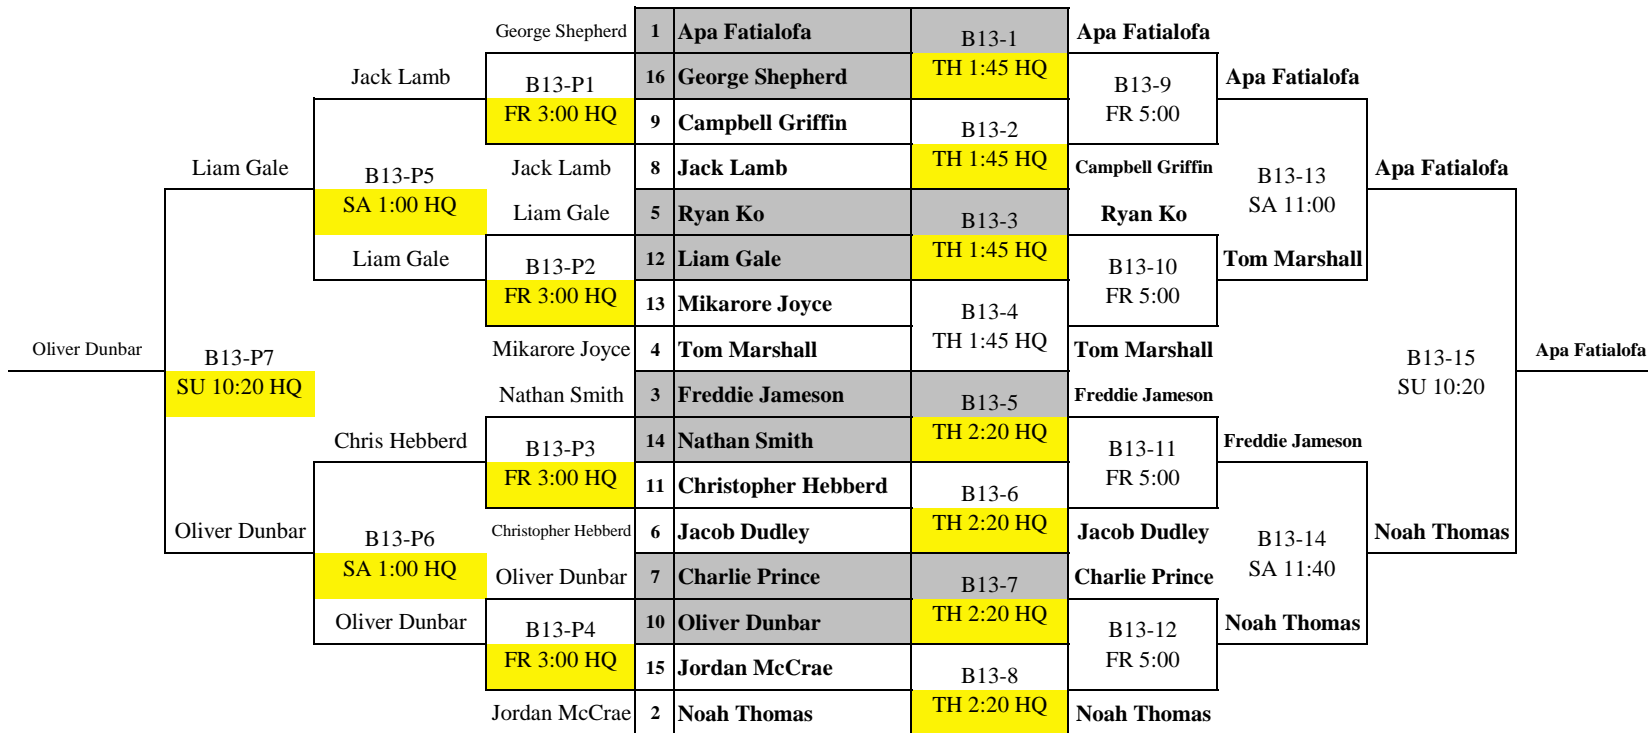 George Shepherd 1 Apa Fatialofa B13-1 Apa Fatialofa
Jack Lamb B13-P1 16 George Shepherd TH 1:45 HQ B13-9 Apa Fatialofa
FR 3:00 HQ 9 Campbell Griffin B13-2 FR 5:00
Liam Gale B13-P5 Jack Lamb 8 Jack Lamb TH 1:45 HQ Campbell Griffin B13-13 Apa Fatialofa
SA 1:00 HQ Liam Gale 5 Ryan Ko B13-3 Ryan Ko SA 11:00
Liam Gale B13-P2 12 Liam Gale TH 1:45 HQ B13-10 Tom Marshall
FR 3:00 HQ 13 Mikarore Joyce B13-4 FR 5:00
Oliver Dunbar B13-P7 Mikarore Joyce 4 Tom Marshall TH 1:45 HQ Tom Marshall B13-15 Apa Fatialofa
SU 10:20 HQ Nathan Smith 3 Freddie Jameson B13-5 Freddie Jameson SU 10:20
Chris Hebberd B13-P3 14 Nathan Smith TH 2:20 HQ B13-11 Freddie Jameson
FR 3:00 HQ 11 Christopher Hebberd B13-6 FR 5:00
Oliver Dunbar B13-P6 Christopher Hebberd 6 Jacob Dudley TH 2:20 HQ Jacob Dudley B13-14 Noah Thomas
SA 1:00 HQ Oliver Dunbar 7 Charlie Prince B13-7 Charlie Prince SA 11:40
Oliver Dunbar B13-P4 10 Oliver Dunbar TH 2:20 HQ B13-12 Noah Thomas
FR 3:00 HQ 15 Jordan McCrae B13-8 FR 5:00
Jordan McCrae 2 Noah Thomas TH 2:20 HQ Noah Thomas